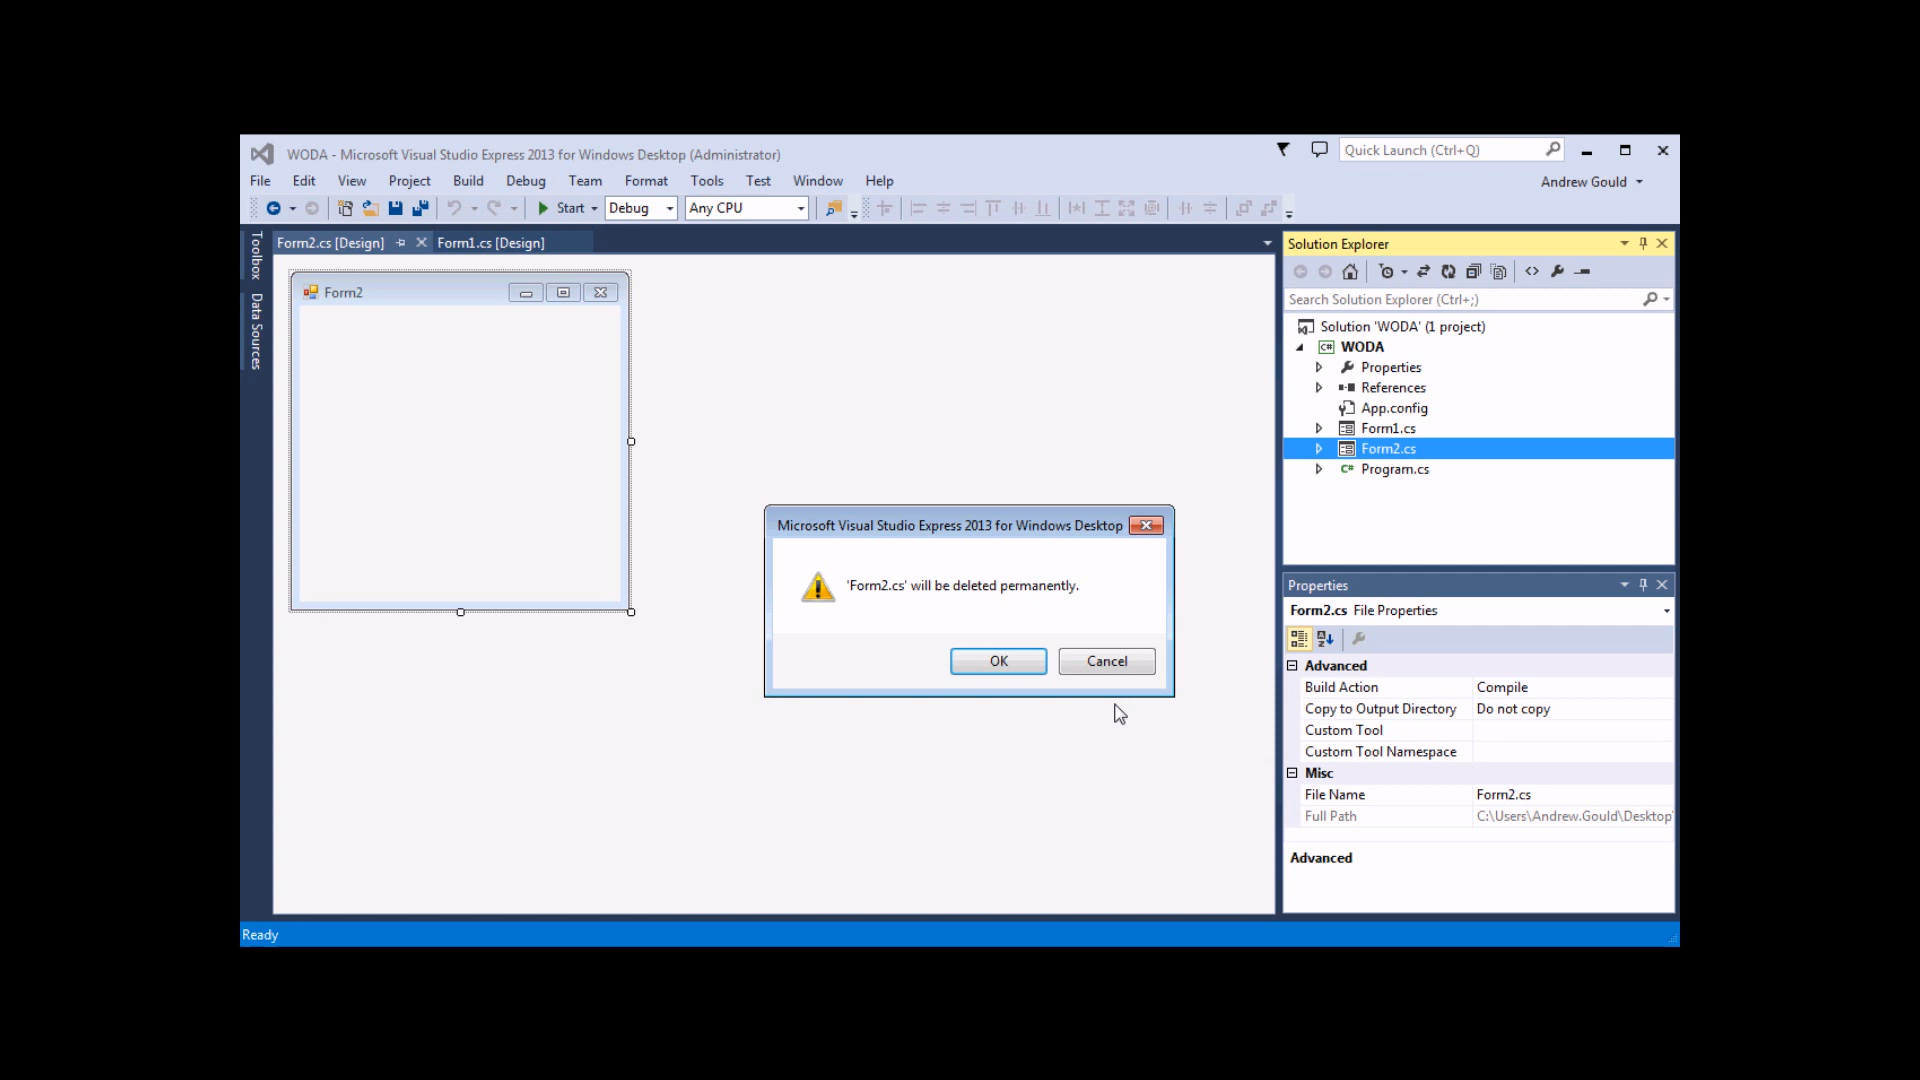 WODA - Microsoft Visual Studio Express 2013 for Windows Desktop (Administrator)
Quick Launch (Ctrl+Q)
File Edit View Project Build Debug Team Format Tools Test Window Help
Andrew Gould
Start Debug Any CPU
Toolbox
Data Sources
Form2.cs [Design] Form1.cs [Design]
Form2
Solution Explorer
Search Solution Explorer (Ctrl+;)
Solution 'WODA' (1 project)
C# WODA
Properties
References
App.config
Form1.cs
Form2.cs
C# Program.cs
Microsoft Visual Studio Express 2013 for Windows Desktop
'Form2.cs' will be deleted permanently.
OK Cancel
Properties
Form2.cs File Properties
Advanced
Build Action Compile
Copy to Output Directory Do not copy
Custom Tool
Custom Tool Namespace
Misc
File Name Form2.cs
Full Path C:\Users\Andrew.Gould\Desktop\
Advanced
Ready